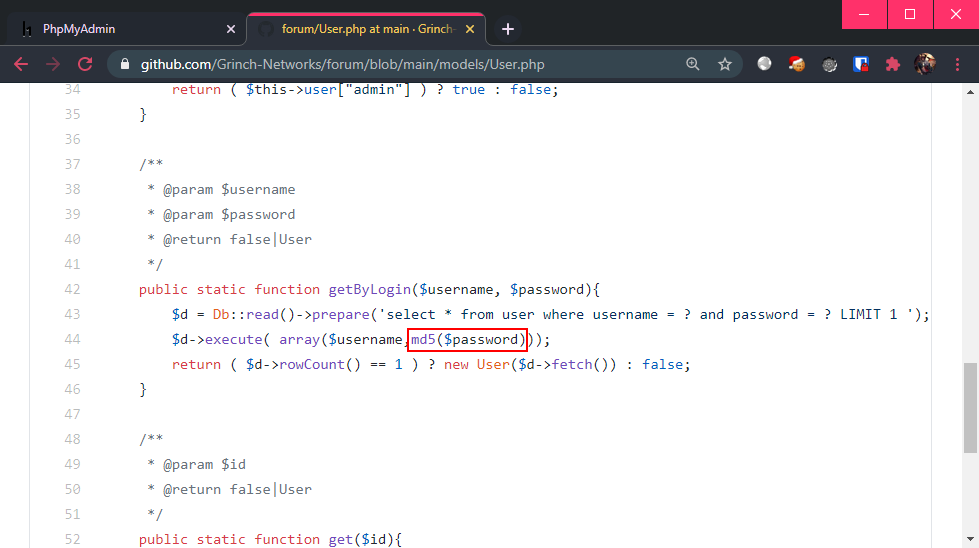 PhpMyAdmin
forum/User.php at main · Grinch-
github.com/Grinch-Networks/forum/blob/main/models/User.php
34 return ( $this->user["admin"] ) ? true : false;
35 }
36
37 /**
38 * @param $username
39 * @param $password
40 * @return false|User
41 */
42 public static function getByLogin($username, $password){
43 $d = Db::read()->prepare('select * from user where username = ? and password = ? LIMIT 1 ');
44 $d->execute( array($username,md5($password)));
45 return ( $d->rowCount() == 1 ) ? new User($d->fetch()) : false;
46 }
47
48 /**
49 * @param $id
50 * @return false|User
51 */
52 public static function get($id){